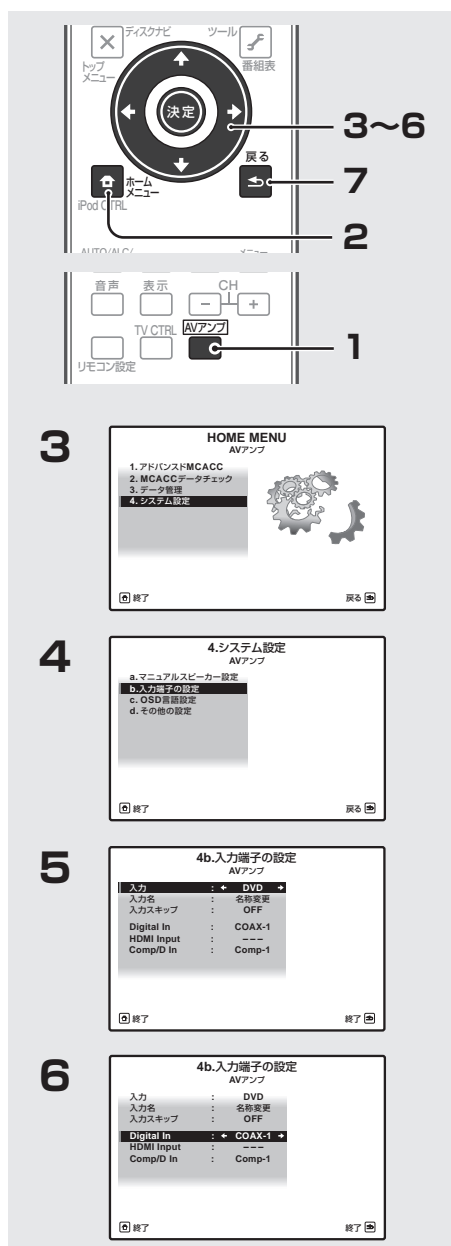 ディスクナビ ツール
トップ
メニュー
番組表
決定
3～6
戻る
ホーム
メニュー
7
iPod CTRL
2
AUTO/ALC/ メニュー
音声 表示 CH
− +
TV CTRL AVアンプ
1
リモコン設定
3
HOME MENU
AVアンプ
1. アドバンスドMCACC
2. MCACCデータチェック
3. データ管理
4. システム設定
終了 戻る
4
4.システム設定
AVアンプ
a.マニュアルスピーカー設定
b.入力端子の設定
c. OSD言語設定
d. その他の設定
終了 戻る
5
4b.入力端子の設定
AVアンプ
入力 : DVD
入力名 : 名称変更
入力スキップ : OFF
Digital In : COAX-1
HDMI Input : −−−
Comp/D In : Comp-1
終了 終了
6
4b.入力端子の設定
AVアンプ
入力 : DVD
入力名 : 名称変更
入力スキップ : OFF
Digital In : COAX-1
HDMI Input : −−−
Comp/D In : Comp-1
終了 終了